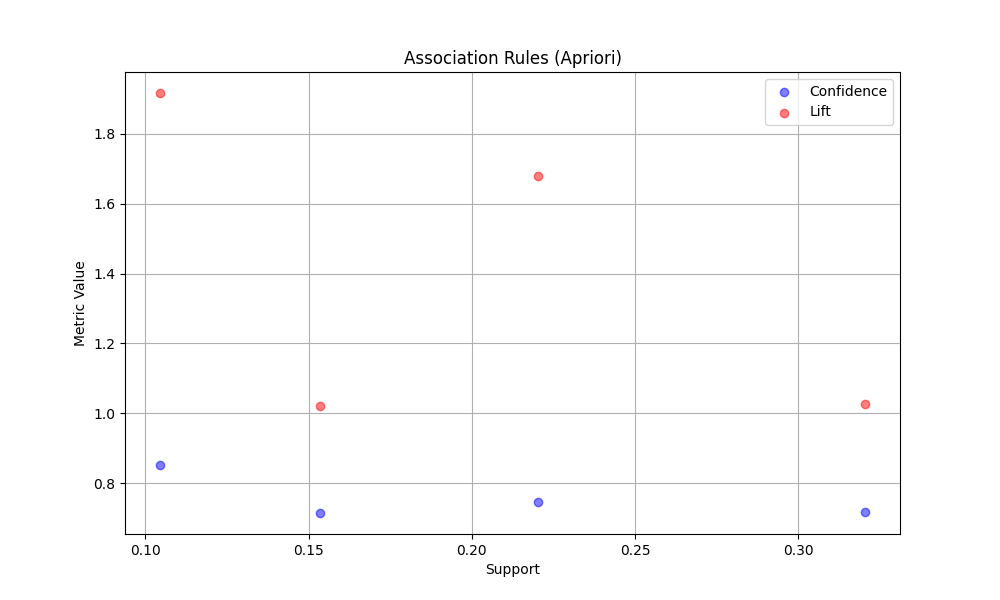 Association Rules (Apriori)
Confidence
Lift
Metric Value
1.8
1.6
1.4
1.2
1.0
0.8
0.10 0.15 0.20 0.25 0.30
Support